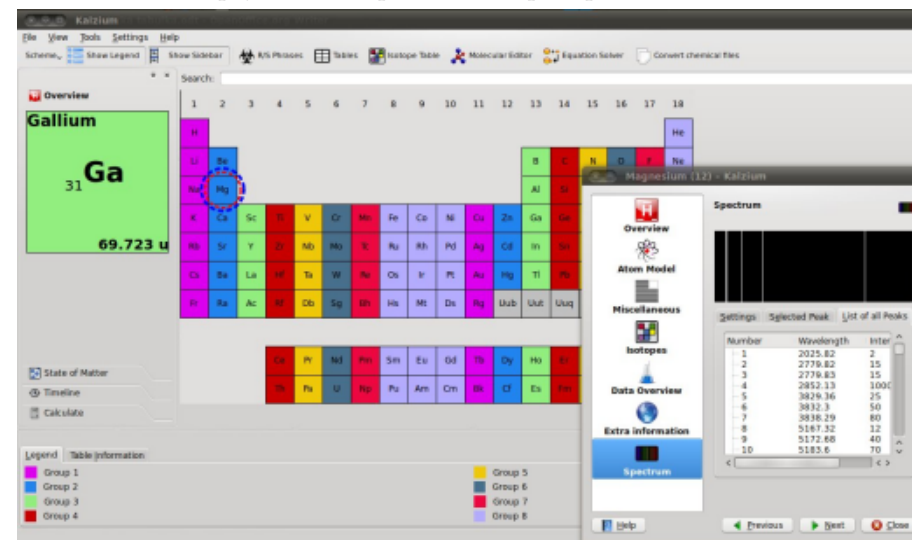 Kalzium
File View Tools Settings Help
Scheme Show Legend Show Sidebar R/S Phrases Tables Isotope Table Molecular Editor Equation Solver Convert chemical files
Search:
Overview
Gallium
31 Ga
69.723 u
State of Matter
Timeline
Calculate
1 2 3 4 5 6 7 8 9 10 11 12 13 14 15 16 17 18
H He
Li Be B C N O F Ne
Na Mg Al Si
K Ca Sc Ti V Cr Mn Fe Co Ni Cu Zn Ga Ge
Rb Sr Y Zr Nb Mo Tc Ru Rh Pd Ag Cd In Sn
Cs Ba La Hf Ta W Re Os Ir Pt Au Hg Tl Pb
Fr Ra Ac Rf Db Sg Bh Hs Mt Ds Rg Uub Uut Uuq
Ce Pr Nd Pm Sm Eu Gd Tb Dy Ho Er
Th Pa U Np Pu Am Cm Bk Cf Es Fm
Legend Table Information
Group 1
Group 2
Group 3
Group 4
Group 5
Group 6
Group 7
Group 8
Magnesium (12) - Kalzium
Overview
Atom Model
Miscellaneous
Isotopes
Data Overview
Extra information
Spectrum
Spectrum
Settings Selected Peak List of all Peaks
Number Wavelength Inter
1 2025.82 2
2 2779.82 15
3 2779.83 15
4 2852.13 1000
5 3829.36 25
6 3832.3 50
7 3838.29 80
8 5167.32 12
9 5172.68 40
10 5183.6 70
Help Previous Next Close